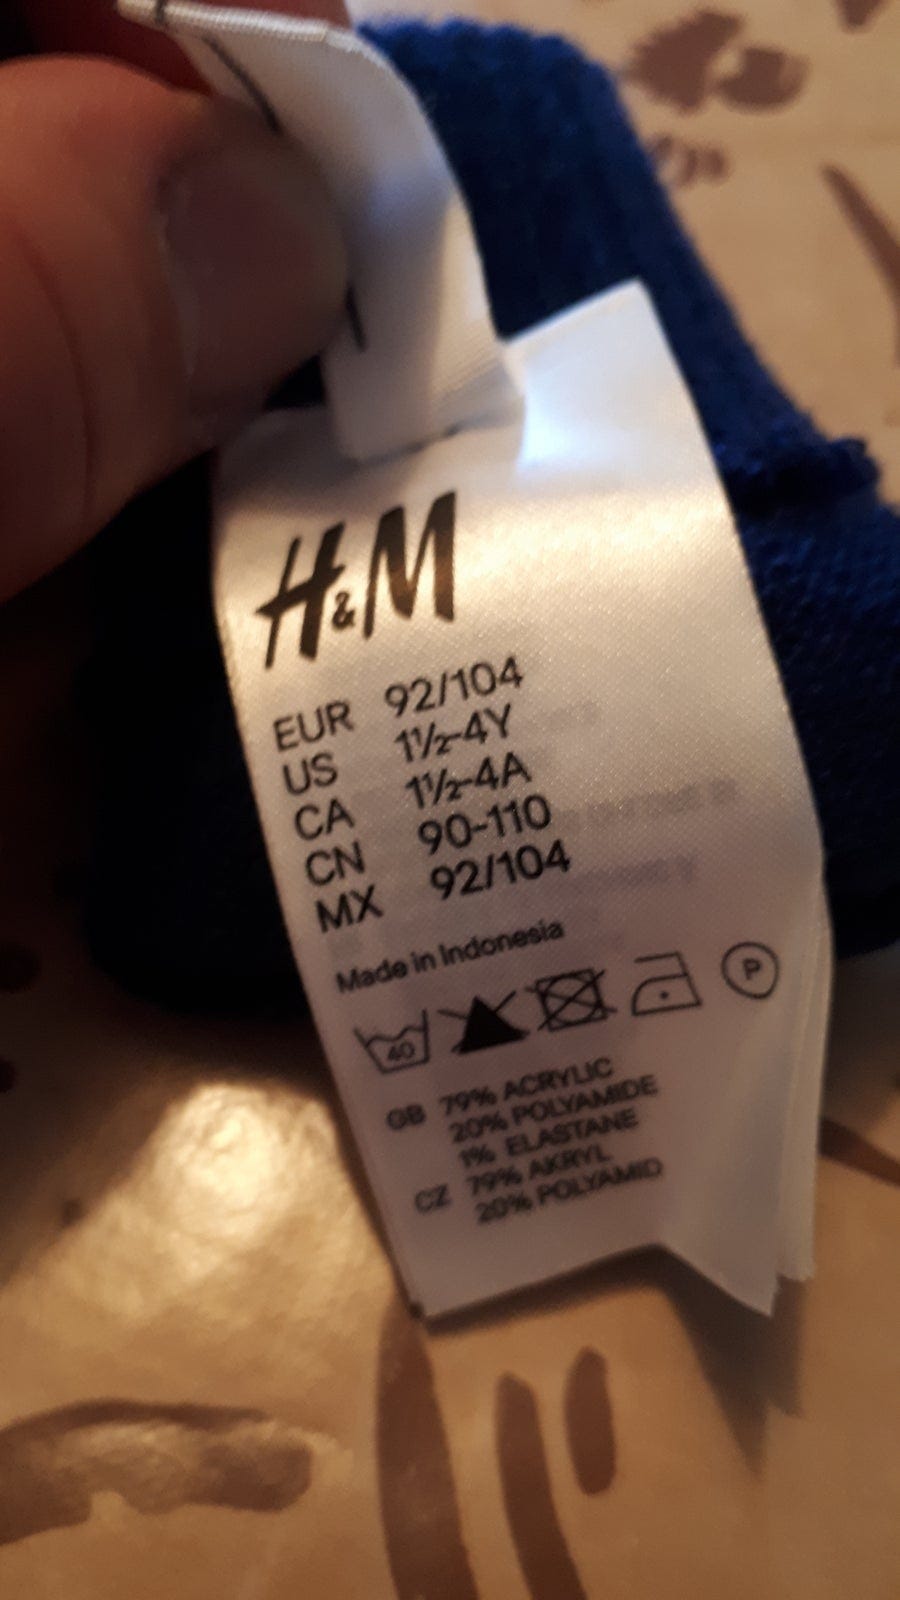 H&M
EUR 92/104
US 1½-4Y
CA 1½-4A
CN 90-110
MX 92/104
Made in Indonesia
40 P
GB 79% ACRYLIC
20% POLYAMIDE
1% ELASTANE
CZ 79% AKRYL
20% POLYAMID